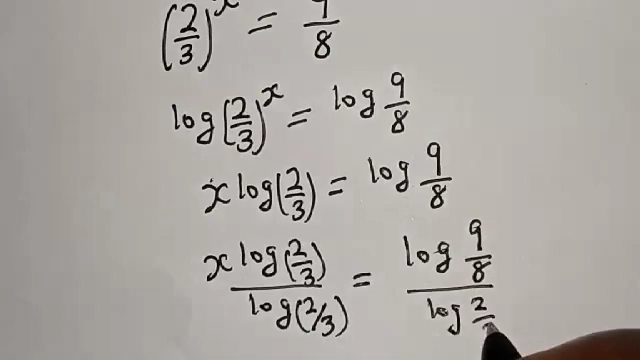 (2/3)^x = 9/8
log(2/3)^x = log 9/8
x log(2/3) = log 9/8
x log(2/3) / log(2/3) = log 9/8 / log 2/